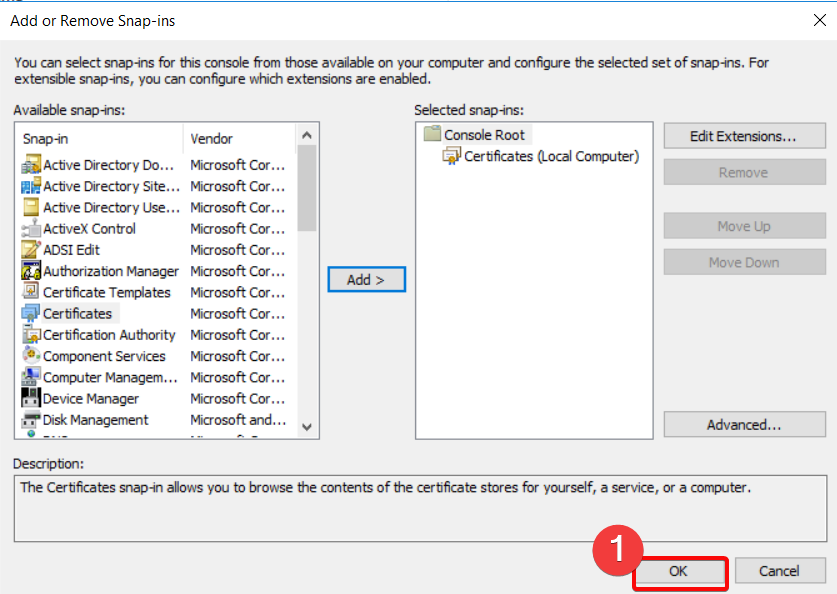 Add or Remove Snap-ins
You can select snap-ins for this console from those available on your computer and configure the selected set of snap-ins. For
extensible snap-ins, you can configure which extensions are enabled.
Available snap-ins:
Snap-in Vendor
Active Directory Do... Microsoft Cor...
Active Directory Site... Microsoft Cor...
Active Directory Use... Microsoft Cor...
ActiveX Control Microsoft Cor...
ADSI Edit Microsoft Cor...
Authorization Manager Microsoft Cor...
Certificate Templates Microsoft Cor...
Certificates Microsoft Cor...
Certification Authority Microsoft Cor...
Component Services Microsoft Cor...
Computer Managem... Microsoft Cor...
Device Manager Microsoft Cor...
Disk Management Microsoft and...
Add >
Selected snap-ins:
Console Root
Certificates (Local Computer)
Edit Extensions...
Remove
Move Up
Move Down
Advanced...
Description:
The Certificates snap-in allows you to browse the contents of the certificate stores for yourself, a service, or a computer.
1
OK
Cancel